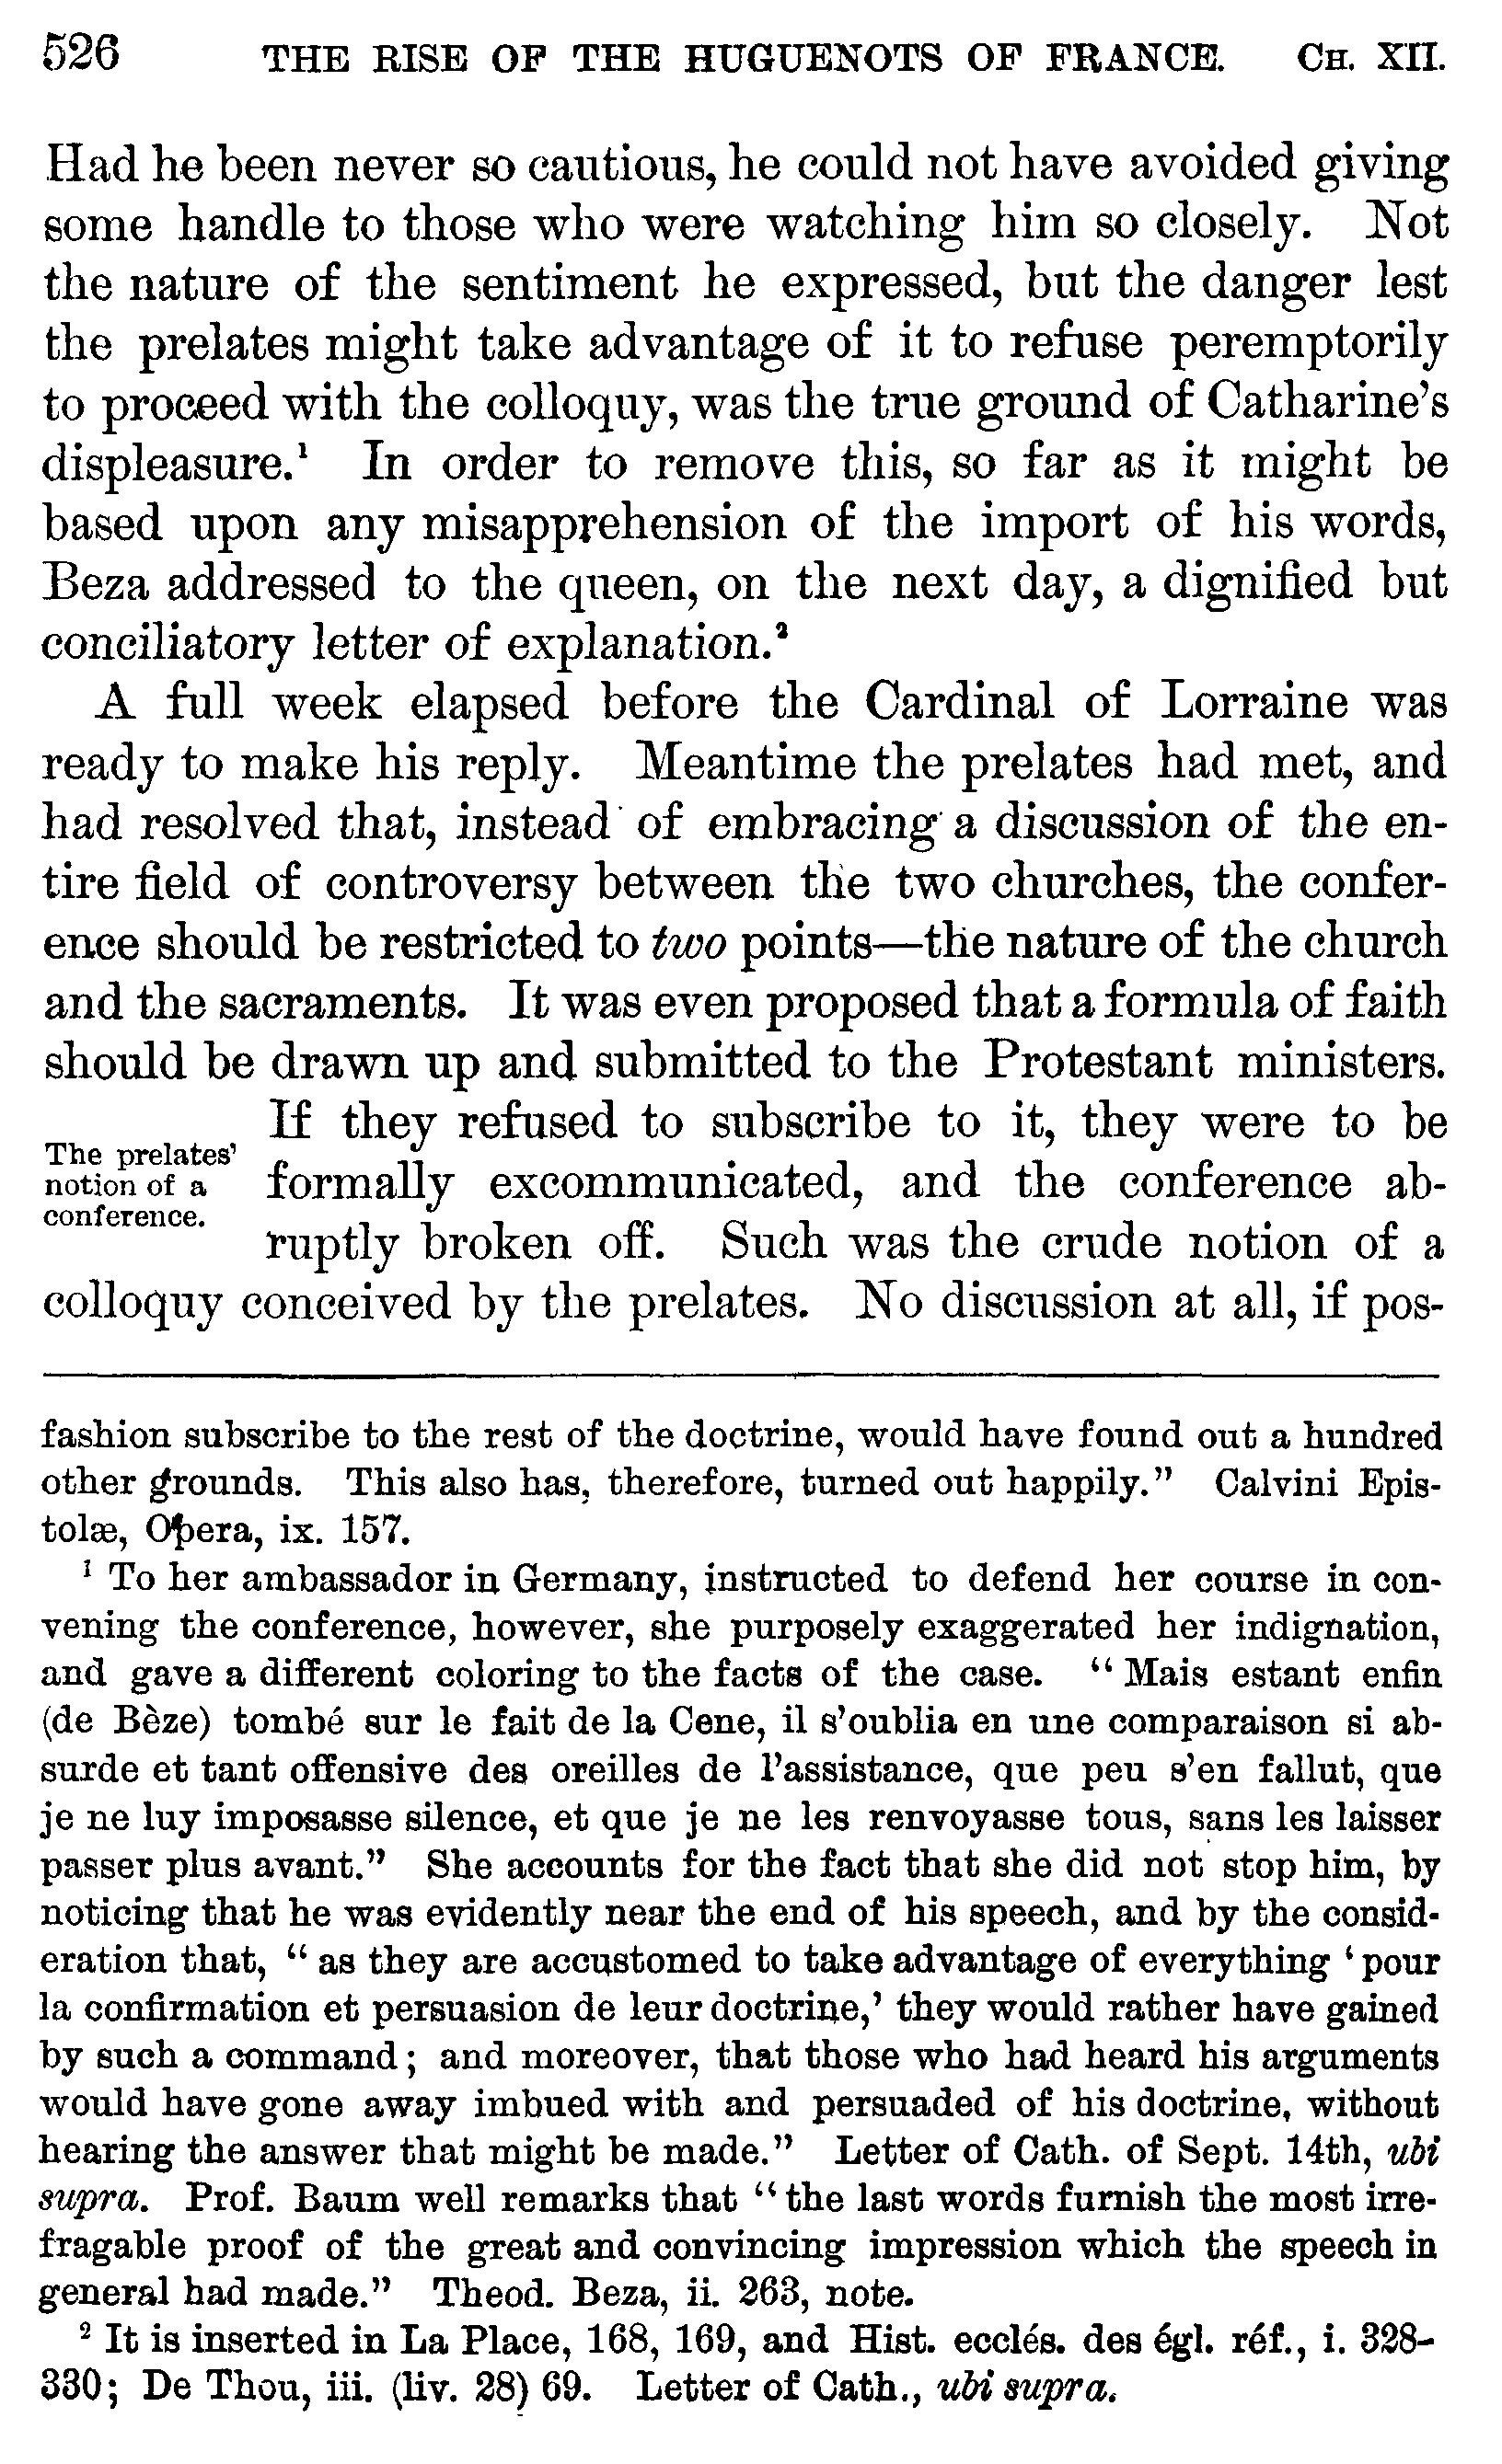 526 THE RISE OF THE HUGUENOTS OF FRANCE. CH. XII.
Had he been never so cautious, he could not have avoided giving
some handle to those who were watching him so closely. Not
the nature of the sentiment he expressed, but the danger lest
the prelates might take advantage of it to refuse peremptorily
to proceed with the colloquy, was the true ground of Catharine's
displeasure.¹ In order to remove this, so far as it might be
based upon any misapprehension of the import of his words,
Beza addressed to the queen, on the next day, a dignified but
conciliatory letter of explanation.²
A full week elapsed before the Cardinal of Lorraine was
ready to make his reply. Meantime the prelates had met, and
had resolved that, instead of embracing a discussion of the en-
tire field of controversy between the two churches, the confer-
ence should be restricted to two points—the nature of the church
and the sacraments. It was even proposed that a formula of faith
should be drawn up and submitted to the Protestant ministers.
The prelates'
notion of a
conference.
If they refused to subscribe to it, they were to be
formally excommunicated, and the conference ab-
ruptly broken off. Such was the crude notion of a
colloquy conceived by the prelates. No discussion at all, if pos-
fashion subscribe to the rest of the doctrine, would have found out a hundred
other grounds. This also has, therefore, turned out happily." Calvini Epis-
tolæ, Opera, ix. 157.
¹ To her ambassador in Germany, instructed to defend her course in con-
vening the conference, however, she purposely exaggerated her indignation,
and gave a different coloring to the facts of the case. "Mais estant enfin
(de Bèze) tombé sur le fait de la Cene, il s'oublia en une comparaison si ab-
surde et tant offensive des oreilles de l'assistance, que peu s'en fallut, que
je ne luy imposasse silence, et que je ne les renvoyasse tous, sans les laisser
passer plus avant." She accounts for the fact that she did not stop him, by
noticing that he was evidently near the end of his speech, and by the consid-
eration that, "as they are accustomed to take advantage of everything 'pour
la confirmation et persuasion de leur doctrine,' they would rather have gained
by such a command; and moreover, that those who had heard his arguments
would have gone away imbued with and persuaded of his doctrine, without
hearing the answer that might be made." Letter of Cath. of Sept. 14th, ubi
supra. Prof. Baum well remarks that "the last words furnish the most irre-
fragable proof of the great and convincing impression which the speech in
general had made." Theod. Beza, ii. 263, note.
² It is inserted in La Place, 168, 169, and Hist. ecclés. des égl. réf., i. 328-
330; De Thou, iii. (liv. 28) 69. Letter of Cath., ubi supra.